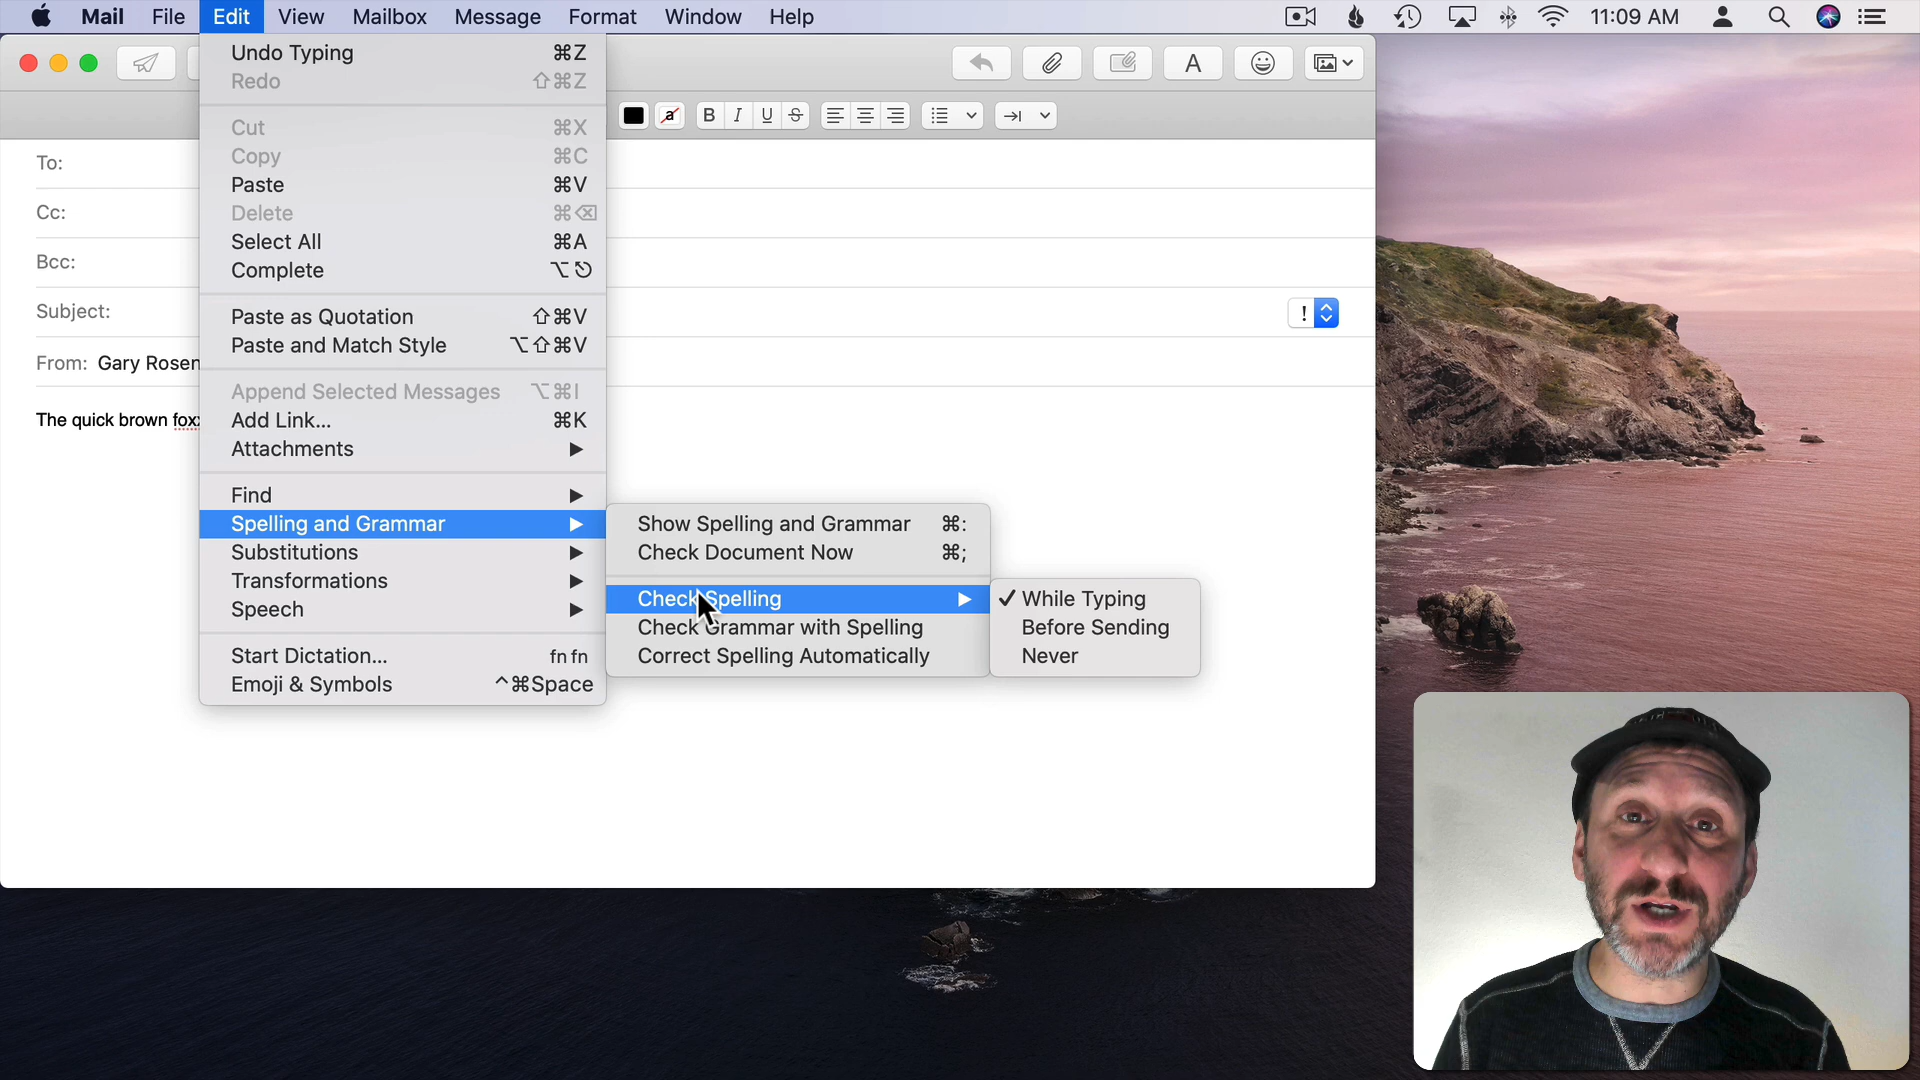 Mail File Edit View Mailbox Message Format Window Help 11:09 AM
Undo Typing ⌘Z
Redo ⇧⌘Z
Cut ⌘X
Copy ⌘C
Paste ⌘V
Delete ⌘⌫
Select All ⌘A
Complete ⌥⎋
Paste as Quotation ⇧⌘V
Paste and Match Style ⌥⇧⌘V
Append Selected Messages ⌥⌘I
Add Link... ⌘K
Attachments ▶
Find ▶
Spelling and Grammar ▶
Substitutions ▶
Transformations ▶
Speech ▶
Start Dictation... fn fn
Emoji & Symbols ^⌘Space
Show Spelling and Grammar ⌘:
Check Document Now ⌘;
Check Spelling ▶
Check Grammar with Spelling
Correct Spelling Automatically
✓ While Typing
Before Sending
Never
a B I U S
A
To:
Cc:
Bcc:
Subject: !
From: Gary Rosen
The quick brown foxx